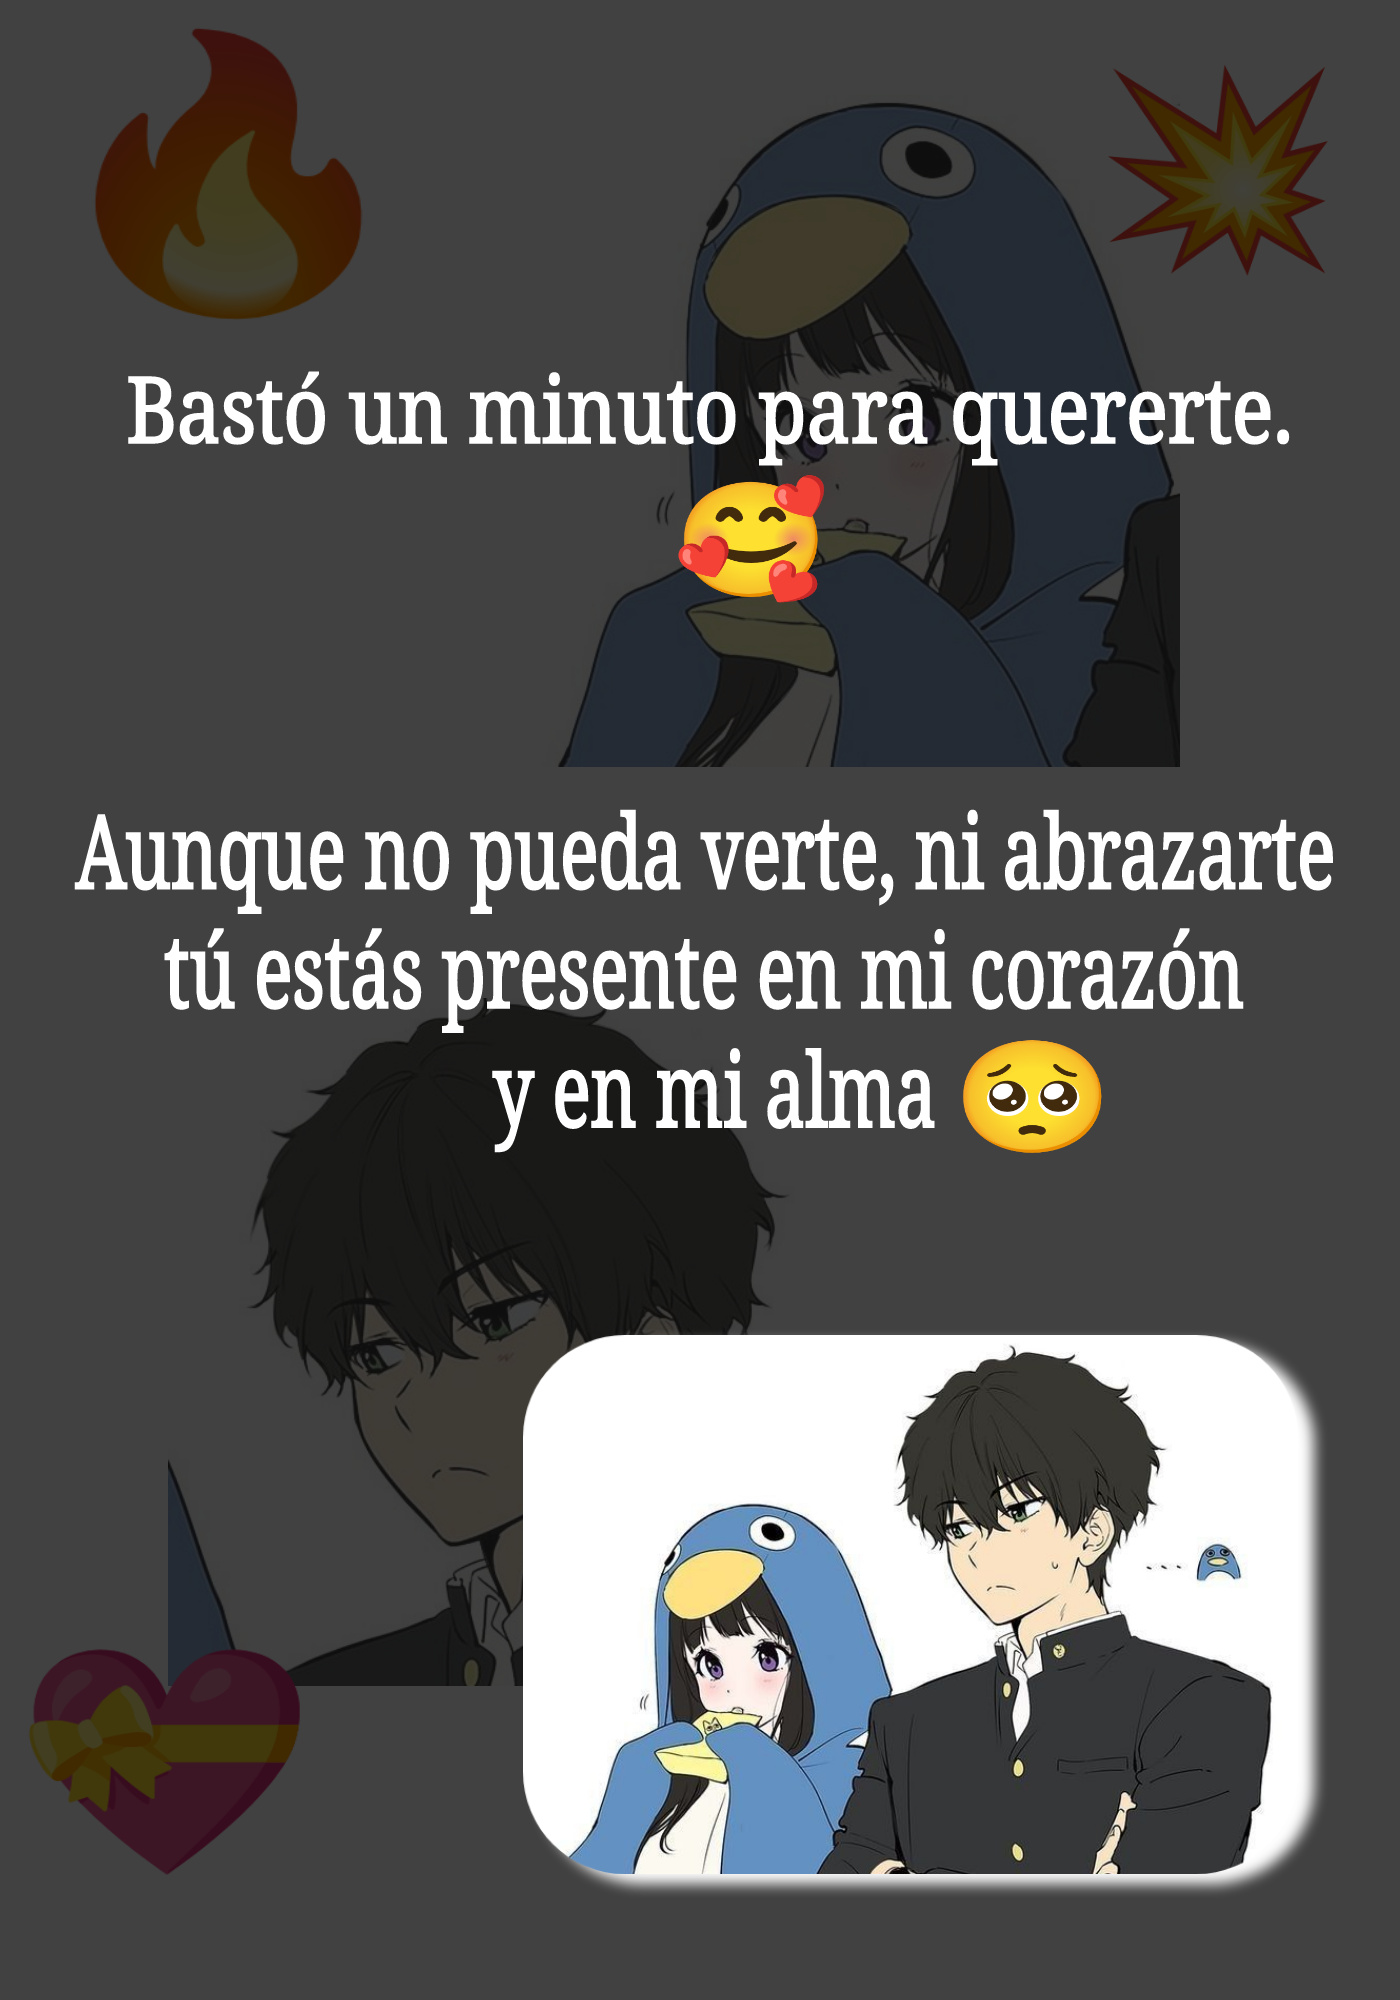 Bastó un minuto para quererte.
🥰
Aunque no pueda verte, ni abrazarte
tú estás presente en mi corazón
y en mi alma 🥺